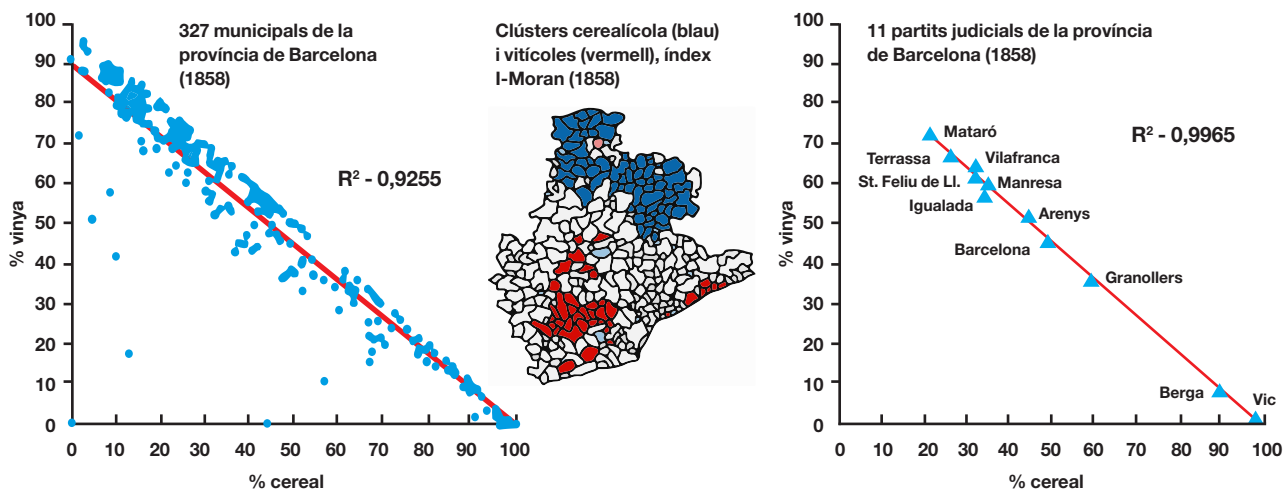 327 municipals de la
província de Barcelona
(1858)
R² - 0,9255
% vinya
100
90
80
70
60
50
40
30
20
10
0
0 10 20 30 40 50 60 70 80 90 100
% cereal
Clústers cerealícola (blau)
i vitícoles (vermell), índex
I-Moran (1858)
11 partits judicials de la província
de Barcelona (1858)
R² - 0,9965
% vinya
100
90
80
70
60
50
40
30
20
10
0
Mataró
Terrassa
Vilafranca
St. Feliu de Ll.
Manresa
Igualada
Arenys
Barcelona
Granollers
Berga
Vic
0 10 20 30 40 50 60 70 80 90 100
% cereal